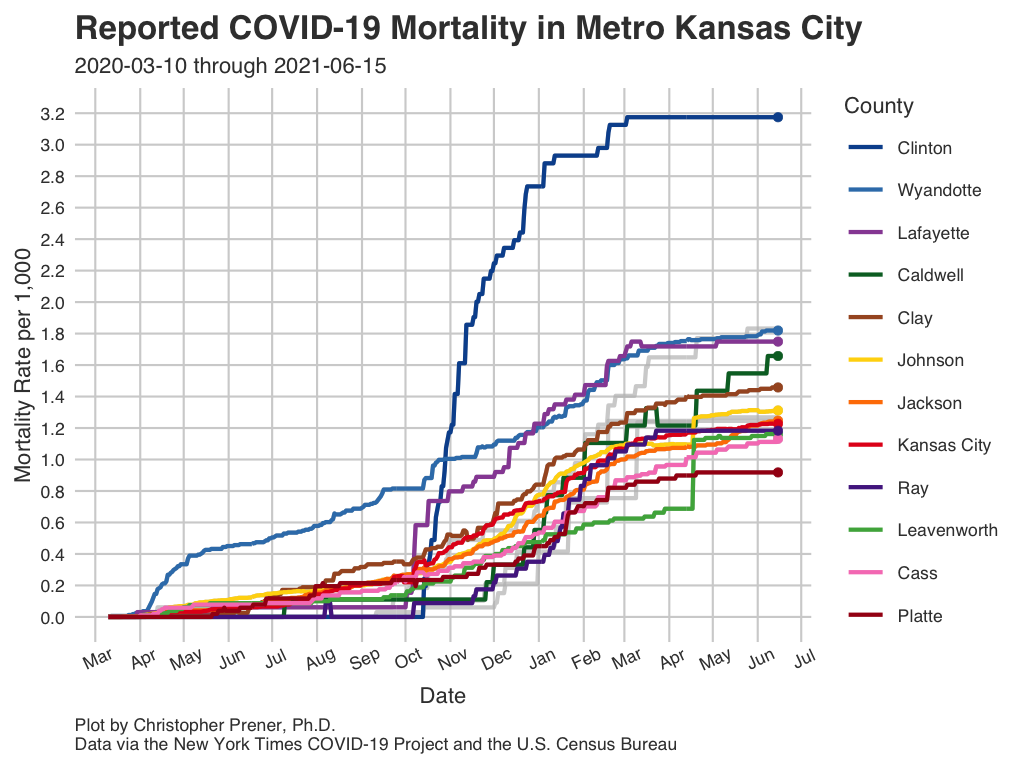 Reported COVID-19 Mortality in Metro Kansas City
2020-03-10 through 2021-06-15
Mortality Rate per 1,000
3.2
3.0
2.8
2.6
2.4
2.2
2.0
1.8
1.6
1.4
1.2
1.0
0.8
0.6
0.4
0.2
0.0
Mar Apr May Jun Jul Aug Sep Oct Nov Dec Jan Feb Mar Apr May Jun Jul
Date
County
Clinton
Wyandotte
Lafayette
Caldwell
Clay
Johnson
Jackson
Kansas City
Ray
Leavenworth
Cass
Platte
Plot by Christopher Prener, Ph.D.
Data via the New York Times COVID-19 Project and the U.S. Census Bureau